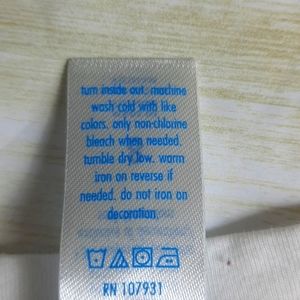 turn inside out. machine
wash cold with like
colors. only non-chlorine
bleach when needed.
tumble dry low. warm
iron on reverse if
needed. do not iron on
decoration.
RN 107931